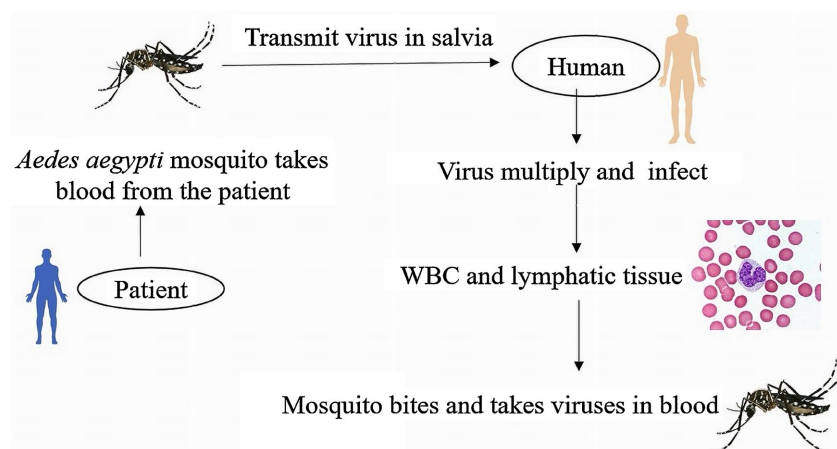 Transmit virus in salvia
Human
Aedes aegypti mosquito takes
blood from the patient
Virus multiply and infect
Patient
WBC and lymphatic tissue
Mosquito bites and takes viruses in blood